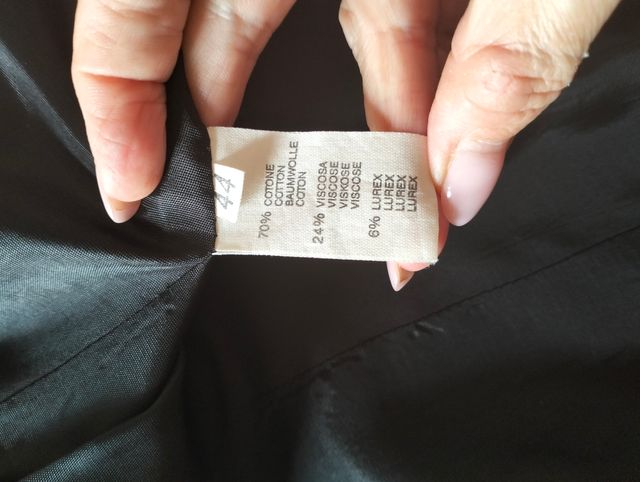 44
70% COTONE
COTTON
BAUMWOLLE
COTON
24% VISCOSA
VISCOSE
VISKOSE
VISCOSE
6% LUREX
LUREX
LUREX
LUREX